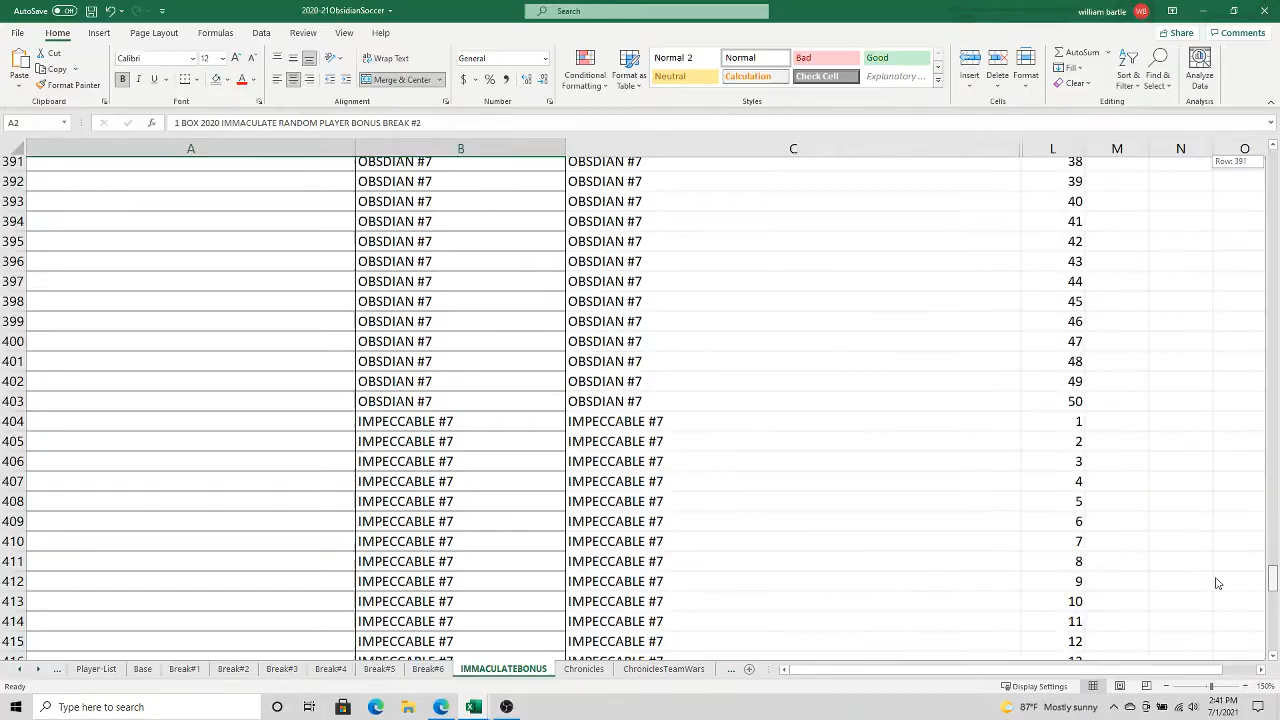 AutoSave Off 2020-21ObsidianSoccer Search william bartle WB
File Home Insert Page Layout Formulas Data Review View Help Share Comments
Paste Cut Copy Format Painter Calibri 12 Wrap Text Merge & Center General Conditional Formatting Format as Table Normal 2 Normal Bad Good Neutral Calculation Check Cell Explanatory ... Insert Delete Format AutoSum Fill Clear Sort & Filter Find & Select Analyze Data
Clipboard Font Alignment Number Styles Cells Editing Analysis
A2 fx 1 BOX 2020 IMMACULATE RANDOM PLAYER BONUS BREAK #2
A B C L M N O
391 OBSDIAN #7 OBSDIAN #7 38 Row: 391
392 OBSDIAN #7 OBSDIAN #7 39
393 OBSDIAN #7 OBSDIAN #7 40
394 OBSDIAN #7 OBSDIAN #7 41
395 OBSDIAN #7 OBSDIAN #7 42
396 OBSDIAN #7 OBSDIAN #7 43
397 OBSDIAN #7 OBSDIAN #7 44
398 OBSDIAN #7 OBSDIAN #7 45
399 OBSDIAN #7 OBSDIAN #7 46
400 OBSDIAN #7 OBSDIAN #7 47
401 OBSDIAN #7 OBSDIAN #7 48
402 OBSDIAN #7 OBSDIAN #7 49
403 OBSDIAN #7 OBSDIAN #7 50
404 IMPECCABLE #7 IMPECCABLE #7 1
405 IMPECCABLE #7 IMPECCABLE #7 2
406 IMPECCABLE #7 IMPECCABLE #7 3
407 IMPECCABLE #7 IMPECCABLE #7 4
408 IMPECCABLE #7 IMPECCABLE #7 5
409 IMPECCABLE #7 IMPECCABLE #7 6
410 IMPECCABLE #7 IMPECCABLE #7 7
411 IMPECCABLE #7 IMPECCABLE #7 8
412 IMPECCABLE #7 IMPECCABLE #7 9
413 IMPECCABLE #7 IMPECCABLE #7 10
414 IMPECCABLE #7 IMPECCABLE #7 11
415 IMPECCABLE #7 IMPECCABLE #7 12
... Player-List Base Break#1 Break#2 Break#3 Break#4 Break#5 Break#6 IMMACULATEBONUS Chronicles ChroniclesTeamWars ...
Ready Display Settings 150%
Type here to search 87°F Mostly sunny 2:41 PM
7/1/2021